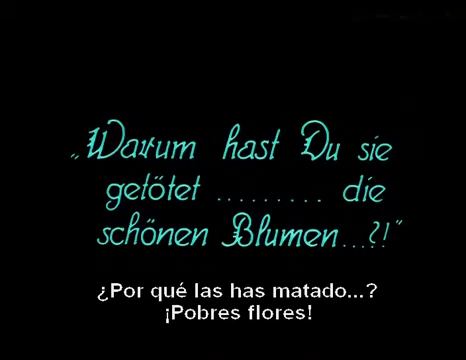 „Warum hast Du sie
getötet ......... die
schönen Blumen...?!"
¿Por qué las has matado...?
¡Pobres flores!